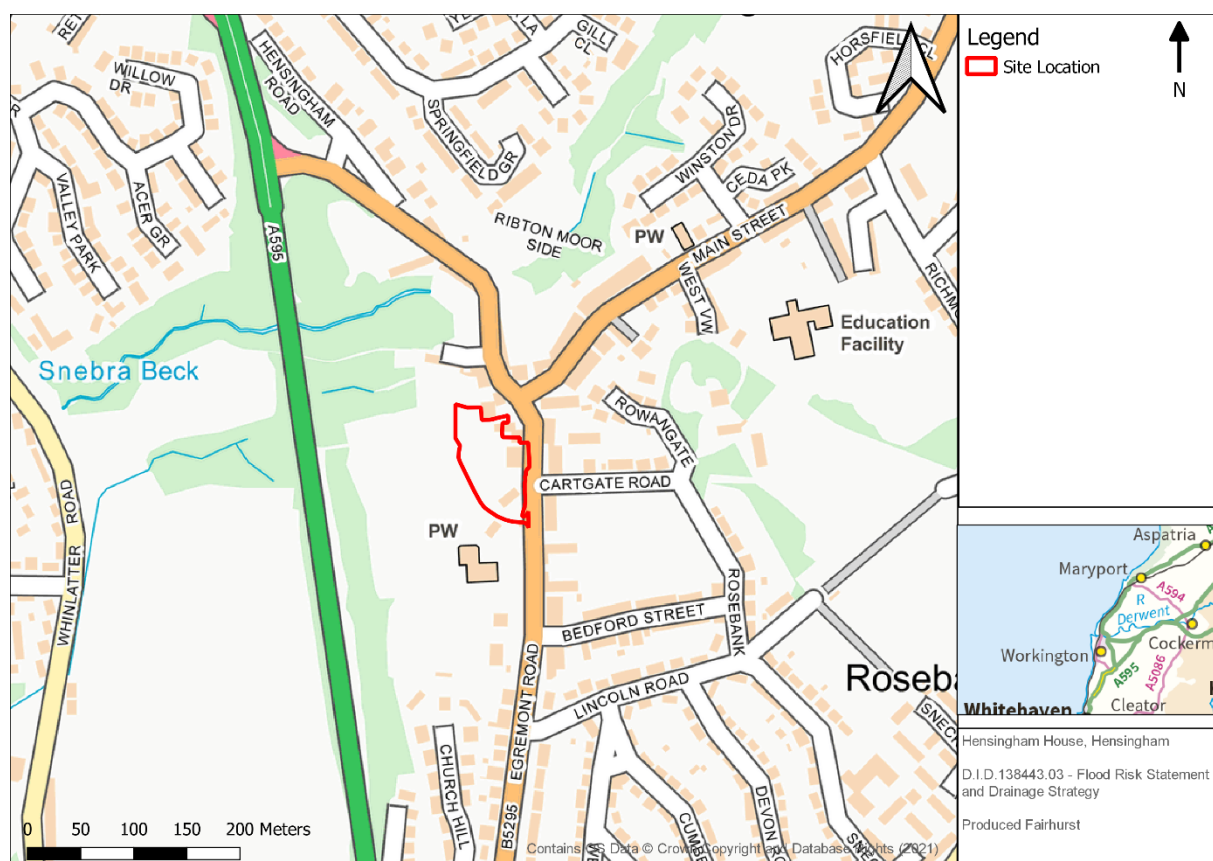 WILLOW
DR
HENSINGHAM
ROAD
GILL
CL
HORSFIELD CL
SPRINGFIELD GR
VALLEY PARK
ACER GR
A595
WINSTON DR
CEDA PK
RIBTON MOOR
SIDE
PW
MAIN STREET
WEST VW
Education
Facility
Snebra Beck
ROWANGATE
CARTGATE ROAD
PW
WHINLATTER ROAD
ROSEBANK
BEDFORD STREET
EGREMONT ROAD
LINCOLN ROAD
CHURCH HILL
B5295
0 50 100 150 200 Meters
Contains OS Data © Crown Copyright and Database Rights (2021)
Legend
Site Location
N
Aspatria
Maryport
A594
R
Derwent
Workington
A595
A5086
Whitehaven
Cleator
Hensingham House, Hensingham
D.I.D.138443.03 - Flood Risk Statement
and Drainage Strategy
Produced Fairhurst